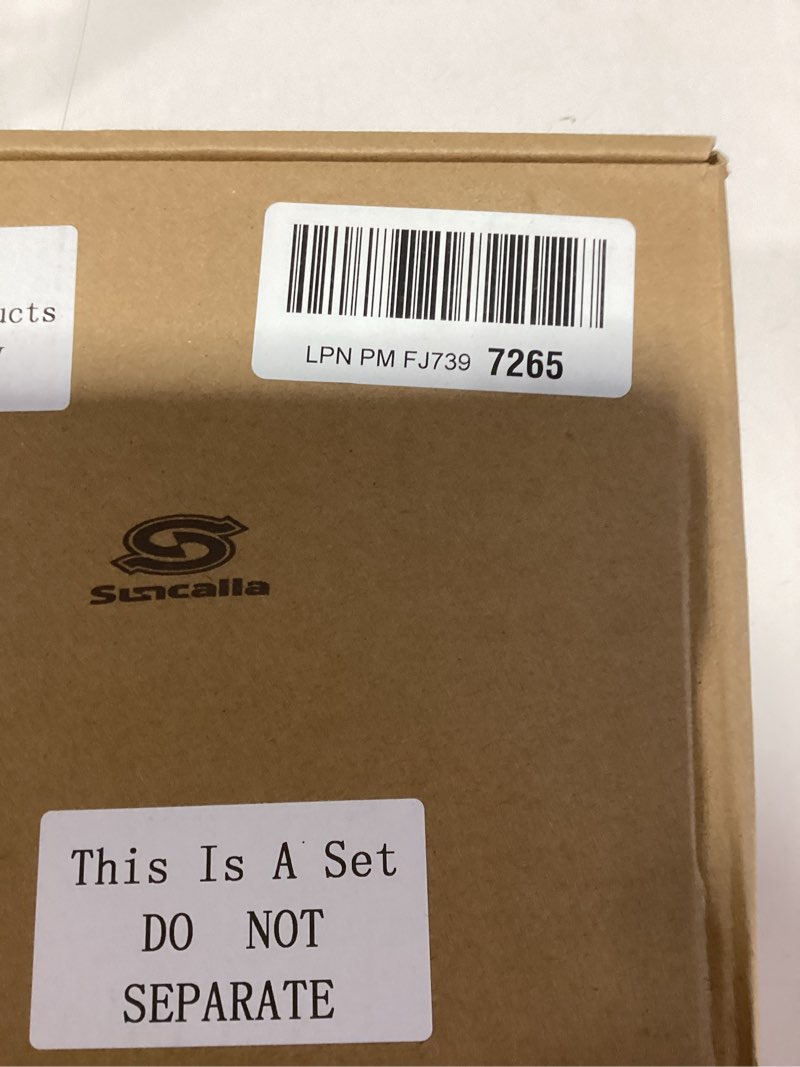 ucts
LPN PM FJ739 7265
Suncalla
This Is A Set
DO NOT
SEPARATE